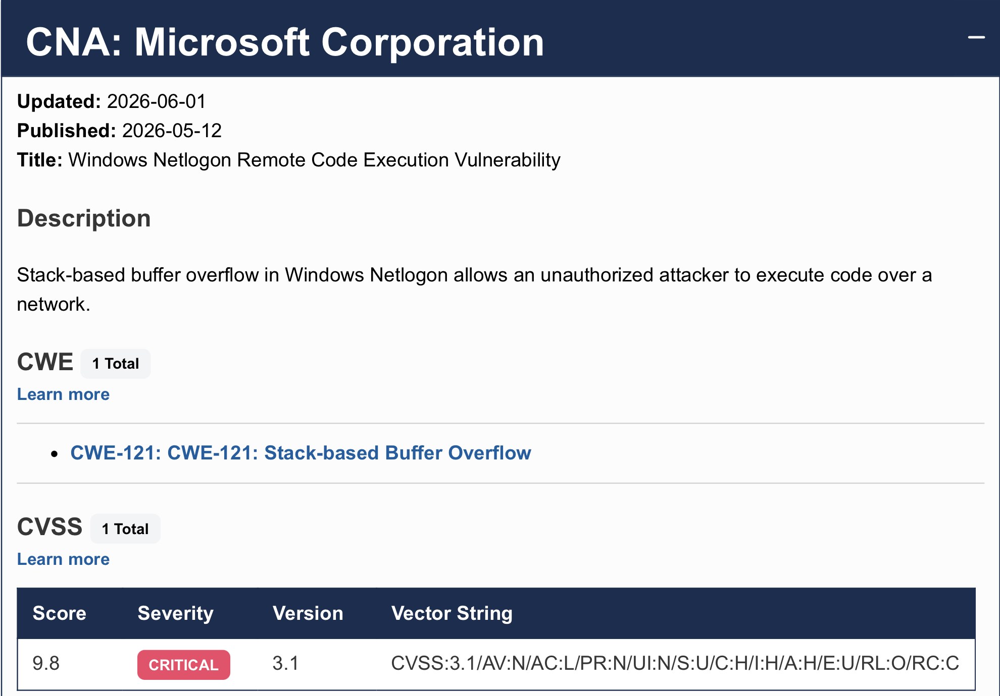 CNA: Microsoft Corporation
Updated: 2026-06-01
Published: 2026-05-12
Title: Windows Netlogon Remote Code Execution Vulnerability
Description
Stack-based buffer overflow in Windows Netlogon allows an unauthorized attacker to execute code over a
network.
CWE 1 Total
Learn more
• CWE-121: CWE-121: Stack-based Buffer Overflow
CVSS 1 Total
Learn more
Score Severity Version Vector String
9.8 CRITICAL 3.1 CVSS:3.1/AV:N/AC:L/PR:N/UI:N/S:U/C:H/I:H/A:H/E:U/RL:O/RC:C